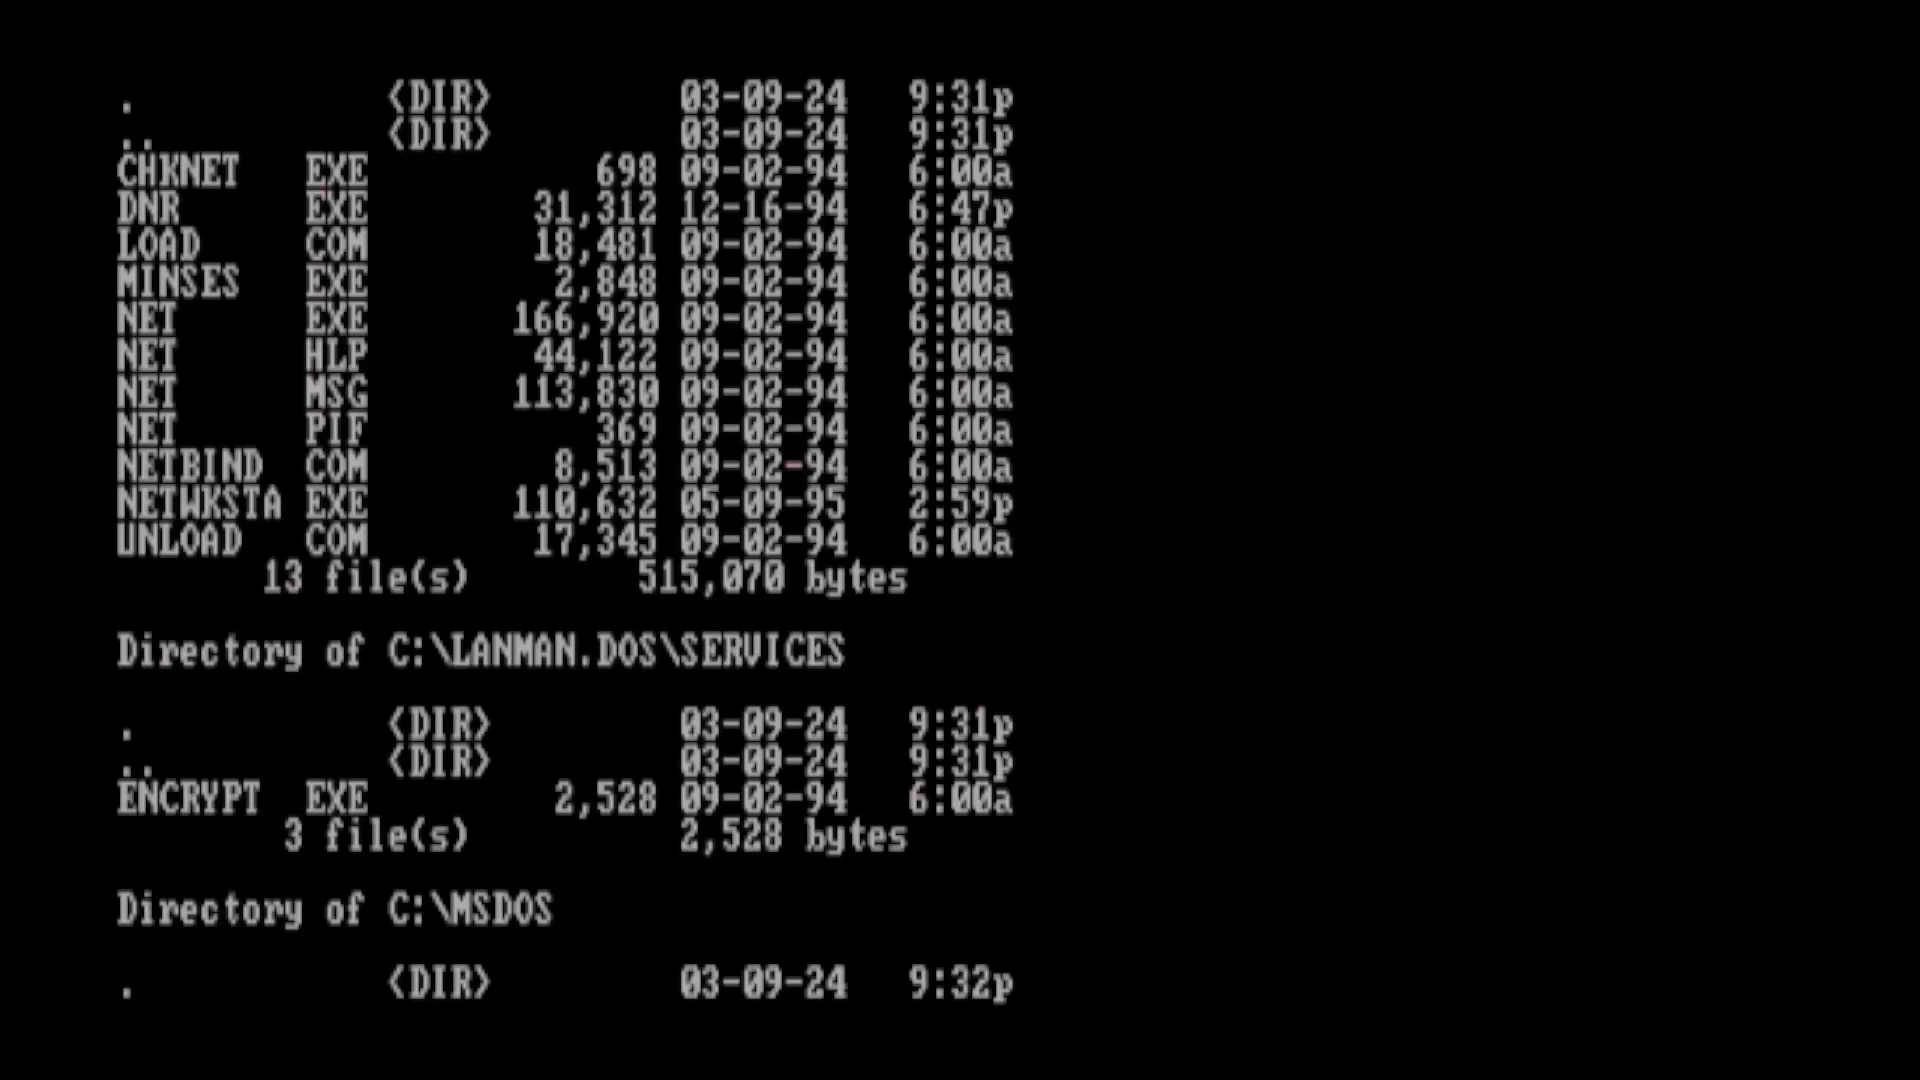 .            <DIR>         03-09-24   9:31p
..           <DIR>         03-09-24   9:31p
CHKNET   EXE           698 09-02-94   6:00a
DNR      EXE        31,312 12-16-94   6:47p
LOAD     COM        18,481 09-02-94   6:00a
MINSES   EXE         2,848 09-02-94   6:00a
NET      EXE       166,920 09-02-94   6:00a
NET      HLP        44,122 09-02-94   6:00a
NET      MSG       113,830 09-02-94   6:00a
NET      PIF           369 09-02-94   6:00a
NETBIND  COM         8,513 09-02-94   6:00a
NETWKSTA EXE       110,632 05-09-95   2:59p
UNLOAD   COM        17,345 09-02-94   6:00a
       13 file(s)        515,070 bytes
Directory of C:\LANMAN.DOS\SERVICES
.            <DIR>         03-09-24   9:31p
..           <DIR>         03-09-24   9:31p
ENCRYPT  EXE         2,528 09-02-94   6:00a
        3 file(s)          2,528 bytes
Directory of C:\MSDOS
.            <DIR>         03-09-24   9:32p